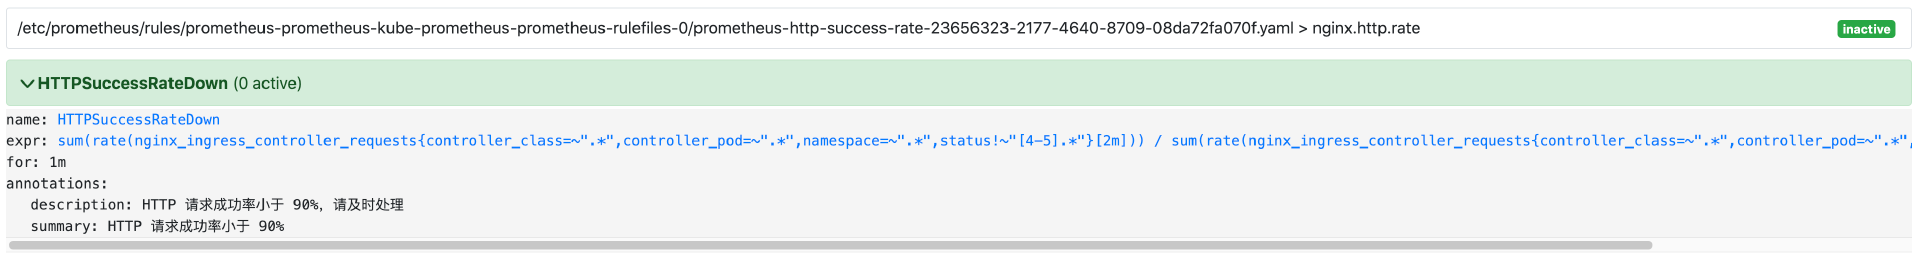 /etc/prometheus/rules/prometheus-prometheus-kube-prometheus-prometheus-rulefiles-0/prometheus-http-success-rate-23656323-2177-4640-8709-08da72fa070f.yaml > nginx.http.rate
inactive
HTTPSuccessRateDown (0 active)
name: HTTPSuccessRateDown
expr: sum(rate(nginx_ingress_controller_requests{controller_class=~".*",controller_pod=~".*",namespace=~".*",status!~"[4-5].*"}[2m])) / sum(rate(nginx_ingress_controller_requests{controller_class=~".*",controller_pod=~".*",
for: 1m
annotations:
description: HTTP 请求成功率小于 90%，请及时处理
summary: HTTP 请求成功率小于 90%